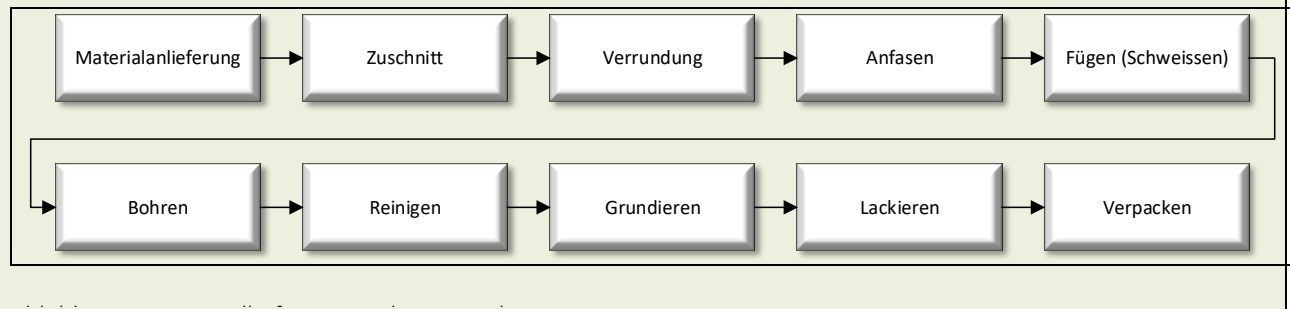 Materialanlieferung Zuschnitt Verrundung Anfasen Fügen (Schweissen)
Bohren Reinigen Grundieren Lackieren Verpacken